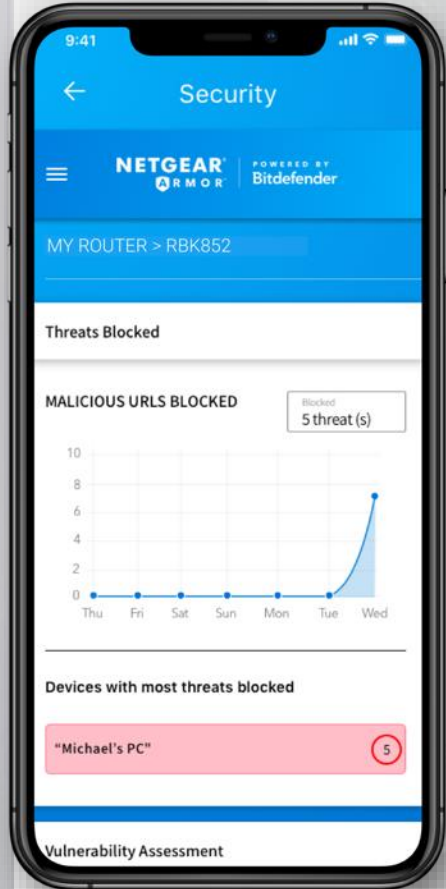 9:41
Security
NETGEAR®
ARMOR
POWERED BY
Bitdefender
MY ROUTER > RBK852
Threats Blocked
MALICIOUS URLS BLOCKED
Blocked
5 threat (s)
10
8
6
4
2
0
Thu Fri Sat Sun Mon Tue Wed
Devices with most threats blocked
"Michael's PC"
5
Vulnerability Assessment